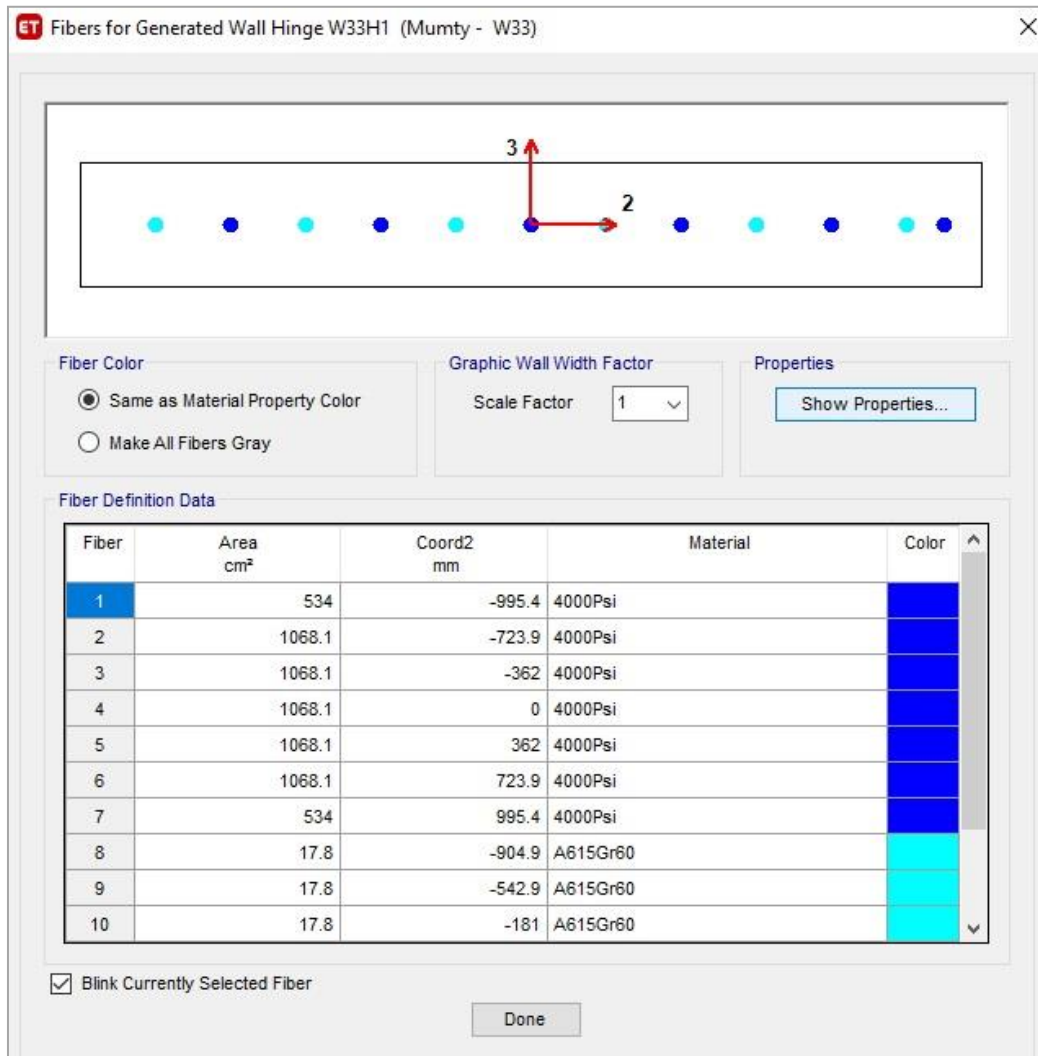 ET Fibers for Generated Wall Hinge W33H1 (Mumty - W33)
3
2
Fiber Color
Same as Material Property Color
Make All Fibers Gray
Graphic Wall Width Factor
Scale Factor 1
Properties
Show Properties...
Fiber Definition Data
Fiber Area cm² Coord2 mm Material Color
1 534 -995.4 4000Psi
2 1068.1 -723.9 4000Psi
3 1068.1 -362 4000Psi
4 1068.1 0 4000Psi
5 1068.1 362 4000Psi
6 1068.1 723.9 4000Psi
7 534 995.4 4000Psi
8 17.8 -904.9 A615Gr60
9 17.8 -542.9 A615Gr60
10 17.8 -181 A615Gr60
Blink Currently Selected Fiber
Done